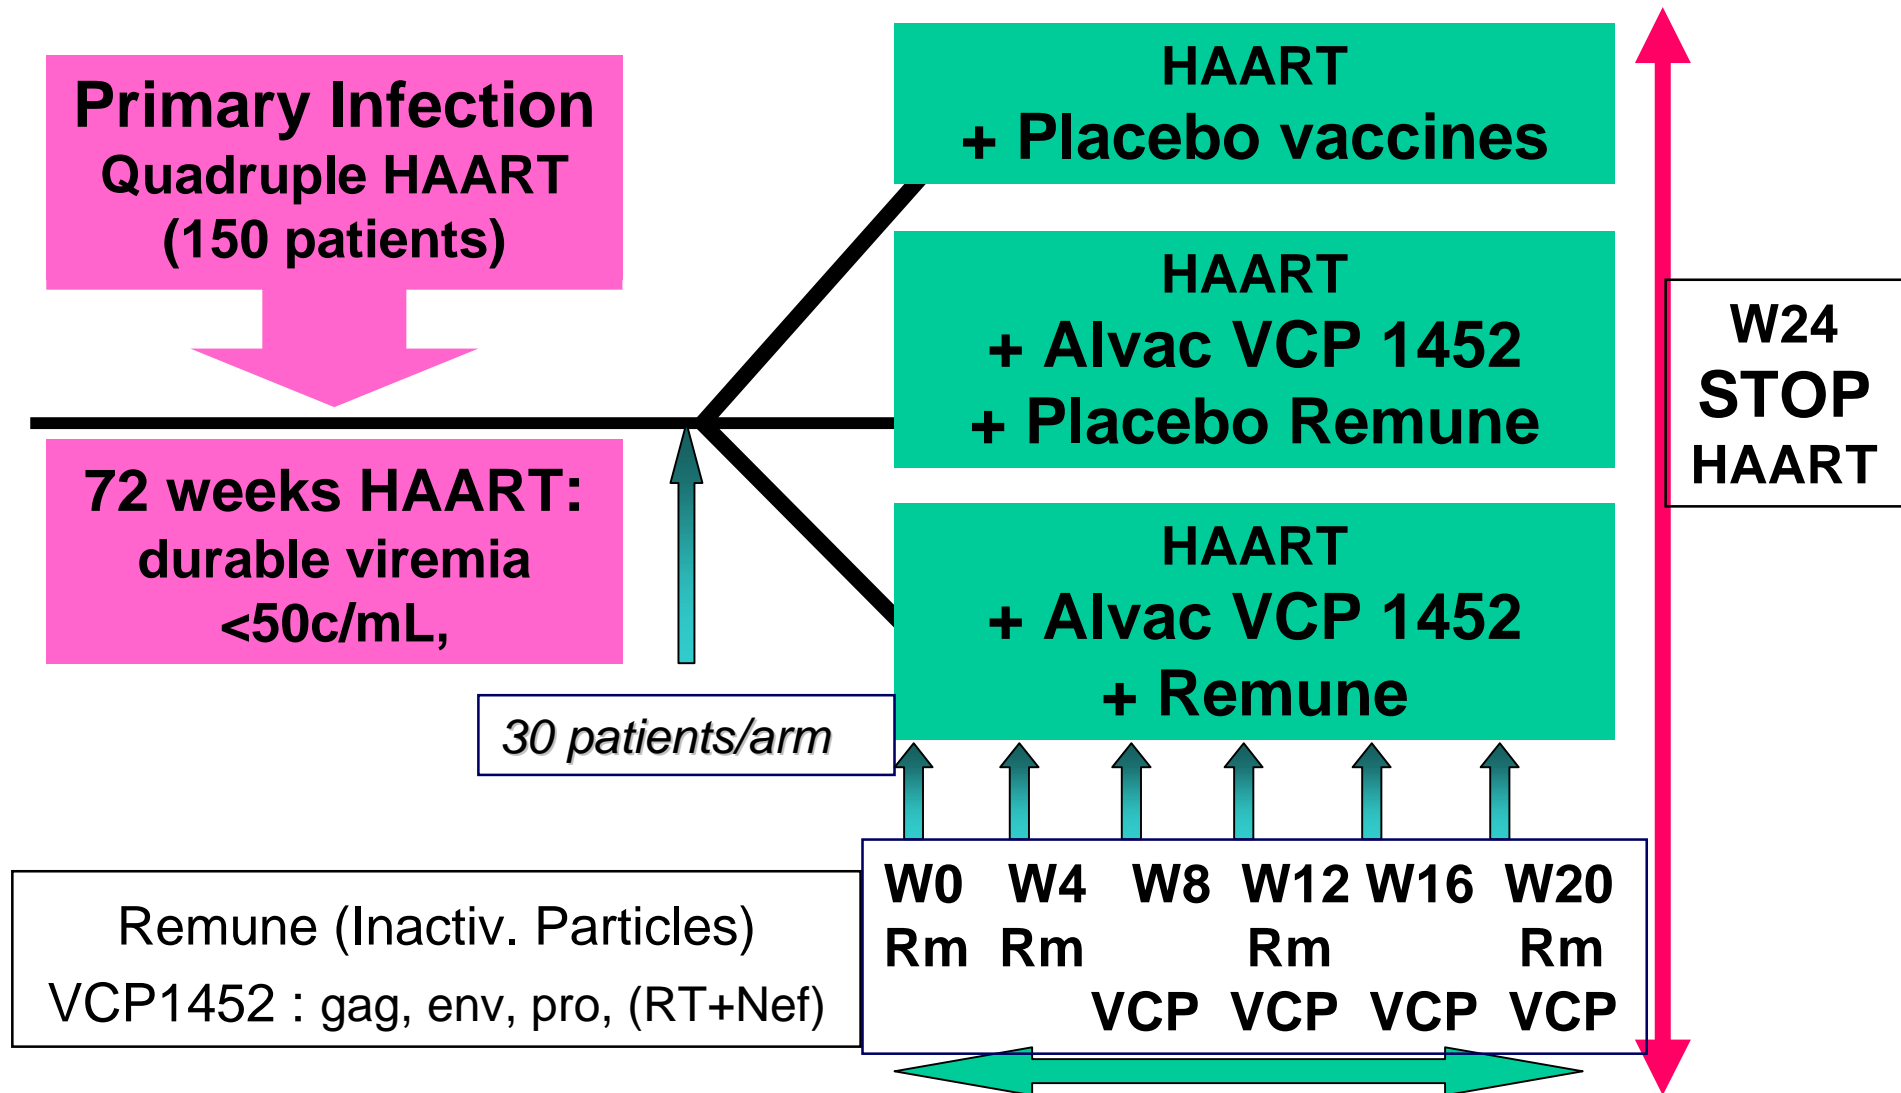 Primary Infection
Quadruple HAART
(150 patients)
72 weeks HAART:
durable viremia
<50c/mL,
30 patients/arm
HAART
+ Placebo vaccines
HAART
+ Alvac VCP 1452
+ Placebo Remune
HAART
+ Alvac VCP 1452
+ Remune
W24
STOP
HAART
Remune (Inactiv. Particles)
VCP1452 : gag, env, pro, (RT+Nef)
W0 W4 W8 W12 W16 W20
Rm Rm Rm Rm
VCP VCP VCP VCP